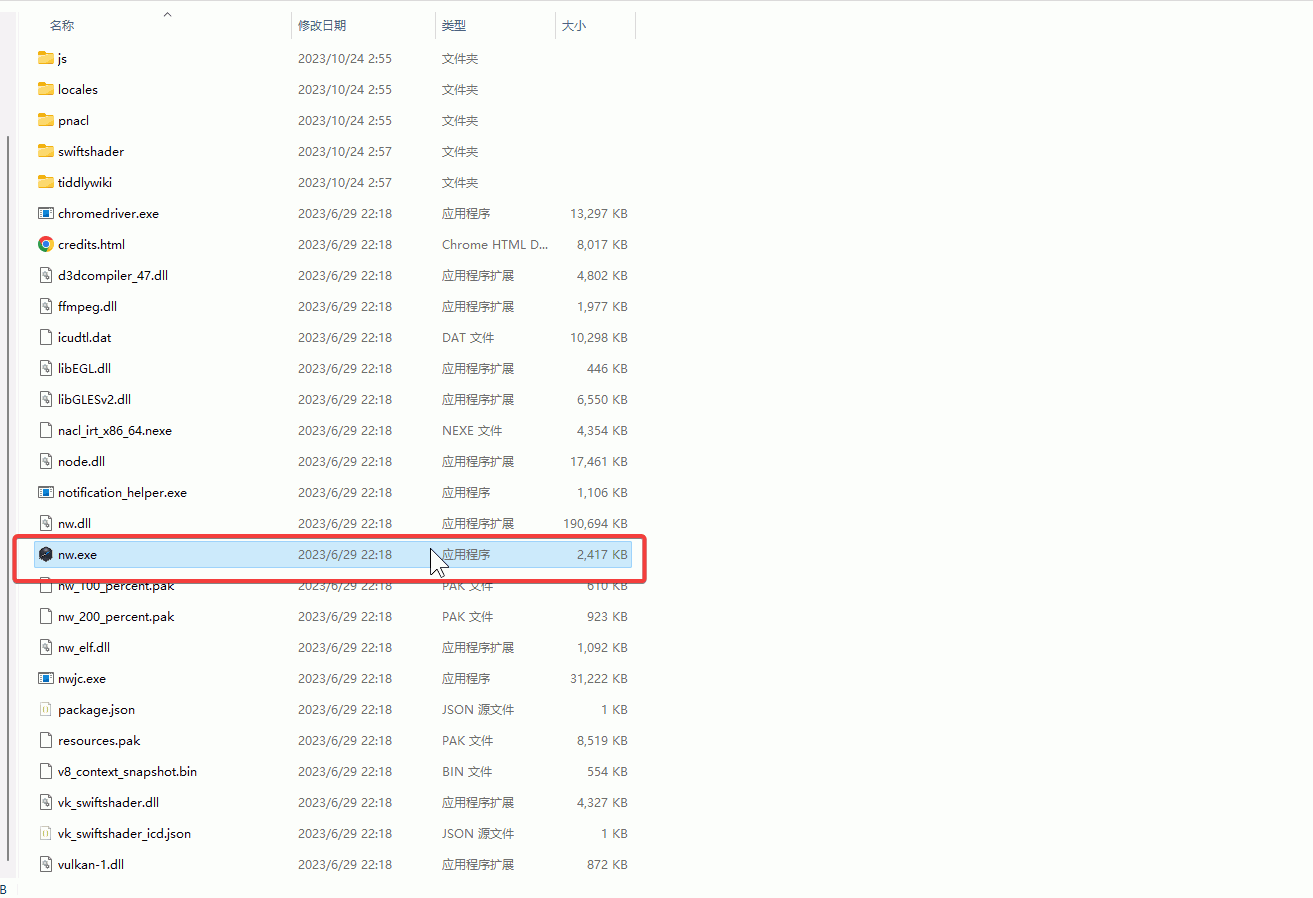 名称 修改日期 类型 大小
js 2023/10/24 2:55 文件夹
locales 2023/10/24 2:55 文件夹
pnacl 2023/10/24 2:55 文件夹
swiftshader 2023/10/24 2:57 文件夹
tiddlywiki 2023/10/24 2:57 文件夹
chromedriver.exe 2023/6/29 22:18 应用程序 13,297 KB
credits.html 2023/6/29 22:18 Chrome HTML D... 8,017 KB
d3dcompiler_47.dll 2023/6/29 22:18 应用程序扩展 4,802 KB
ffmpeg.dll 2023/6/29 22:18 应用程序扩展 1,977 KB
icudtl.dat 2023/6/29 22:18 DAT 文件 10,298 KB
libEGL.dll 2023/6/29 22:18 应用程序扩展 446 KB
libGLESv2.dll 2023/6/29 22:18 应用程序扩展 6,550 KB
nacl_irt_x86_64.nexe 2023/6/29 22:18 NEXE 文件 4,354 KB
node.dll 2023/6/29 22:18 应用程序扩展 17,461 KB
notification_helper.exe 2023/6/29 22:18 应用程序 1,106 KB
nw.dll 2023/6/29 22:18 应用程序扩展 190,694 KB
nw.exe 2023/6/29 22:18 应用程序 2,417 KB
nw_100_percent.pak 2023/6/29 22:18 PAK 文件 610 KB
nw_200_percent.pak 2023/6/29 22:18 PAK 文件 923 KB
nw_elf.dll 2023/6/29 22:18 应用程序扩展 1,092 KB
nwjc.exe 2023/6/29 22:18 应用程序 31,222 KB
package.json 2023/6/29 22:18 JSON 源文件 1 KB
resources.pak 2023/6/29 22:18 PAK 文件 8,519 KB
v8_context_snapshot.bin 2023/6/29 22:18 BIN 文件 554 KB
vk_swiftshader.dll 2023/6/29 22:18 应用程序扩展 4,327 KB
vk_swiftshader_icd.json 2023/6/29 22:18 JSON 源文件 1 KB
vulkan-1.dll 2023/6/29 22:18 应用程序扩展 872 KB
B